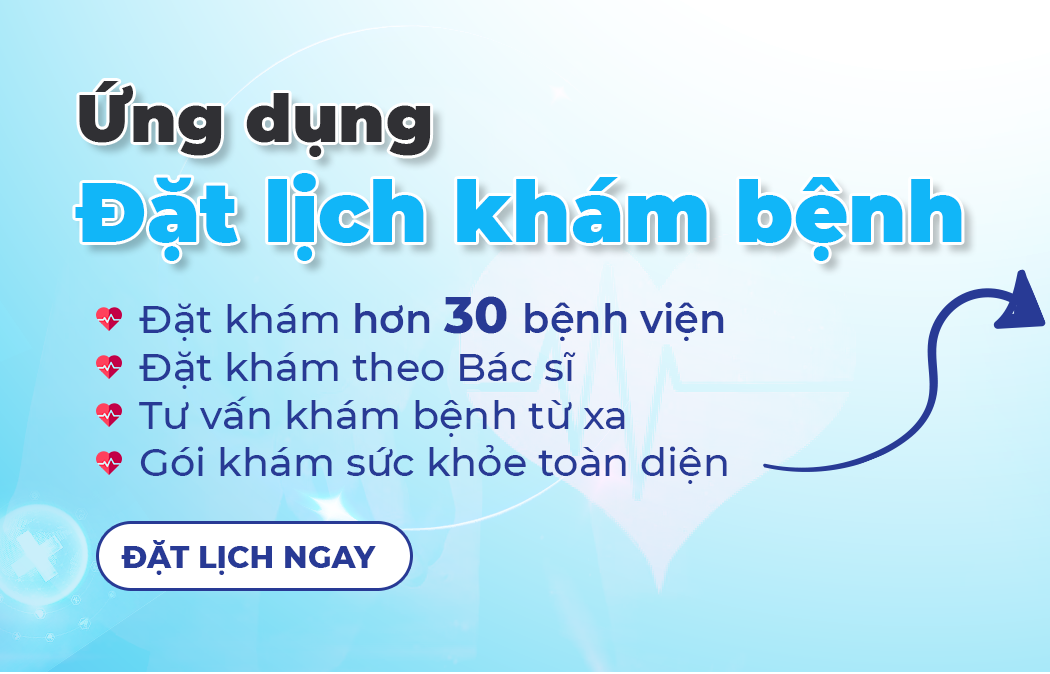 Ứng dụng
Đặt lịch khám bệnh
Đặt khám hơn 30 bệnh viện
Đặt khám theo Bác sĩ
Tư vấn khám bệnh từ xa
Gói khám sức khỏe toàn diện
ĐẶT LỊCH NGAY